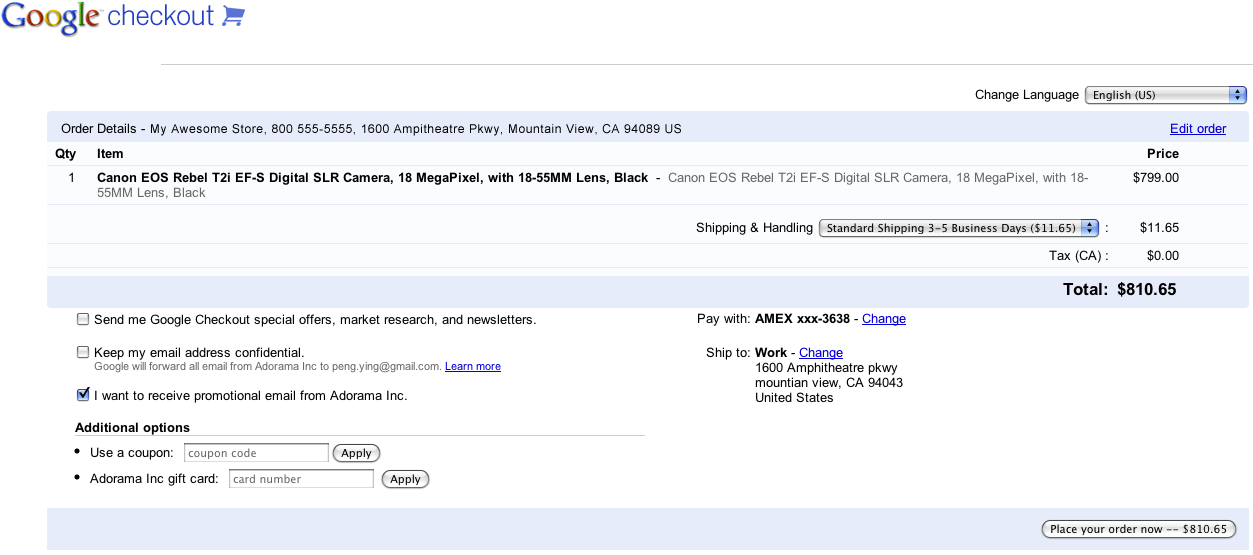 Google checkout
Change Language English (US)
Order Details - My Awesome Store, 800 555-5555, 1600 Ampitheatre Pkwy, Mountain View, CA 94089 US Edit order
Qty Item Price
1 Canon EOS Rebel T2i EF-S Digital SLR Camera, 18 MegaPixel, with 18-55MM Lens, Black - Canon EOS Rebel T2i EF-S Digital SLR Camera, 18 MegaPixel, with 18- $799.00
55MM Lens, Black
Shipping & Handling Standard Shipping 3-5 Business Days ($11.65) : $11.65
Tax (CA) : $0.00
Total: $810.65
Send me Google Checkout special offers, market research, and newsletters.
Keep my email address confidential.
Google will forward all email from Adorama Inc to peng.ying@gmail.com. Learn more
I want to receive promotional email from Adorama Inc.
Pay with: AMEX xxx-3638 - Change
Ship to: Work - Change
1600 Amphitheatre pkwy
mountian view, CA 94043
United States
Additional options
Use a coupon: coupon code Apply
Adorama Inc gift card: card number Apply
Place your order now -- $810.65